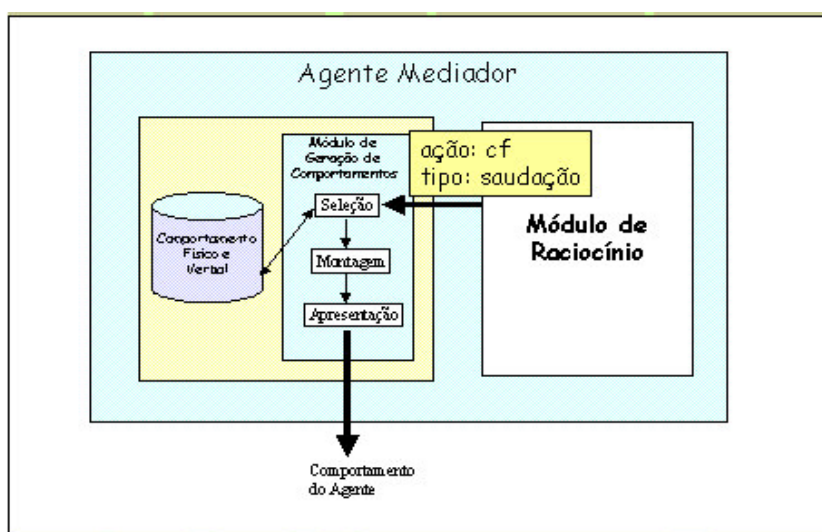 Agente Mediador
Módulo de
Geração de
Comportamentos
ação: cf
tipo: saudação
Seleção
Comportamento
Físico e
Verbal
Montagem
Apresentação
Módulo de
Raciocínio
Comportamento
do Agente